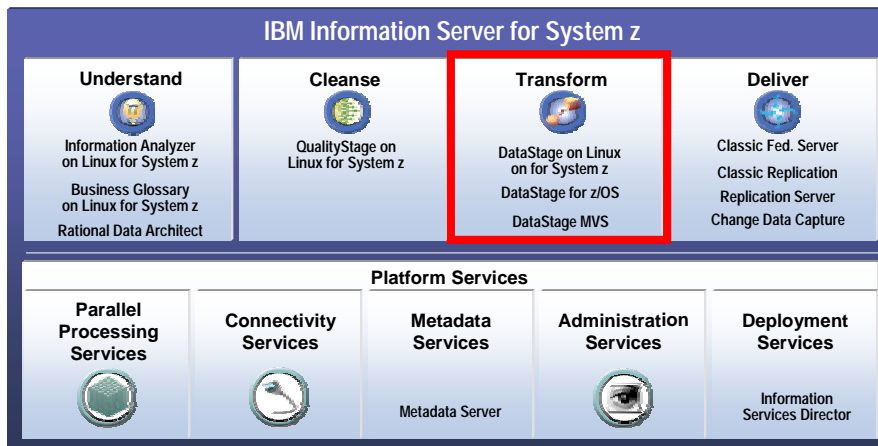 IBM Information Server for System z
Understand
Information Analyzer
on Linux for System z
Business Glossary
on Linux for System z
Rational Data Architect
Cleanse
QualityStage on
Linux for System z
Transform
DataStage on Linux
on for System z
DataStage for z/OS
DataStage MVS
Deliver
Classic Fed. Server
Classic Replication
Replication Server
Change Data Capture
Platform Services
Parallel
Processing
Services
Connectivity
Services
Metadata
Services
Metadata Server
Administration
Services
Deployment
Services
Information
Services Director